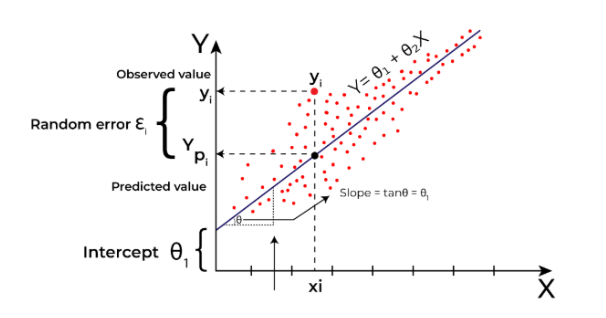 Y
Observed value
yi
yi
Y= θ1 + θ2X
Random error εi
Ypi
Predicted value
Slope = tanθ = θ1
θ
Intercept θ1
xi
X